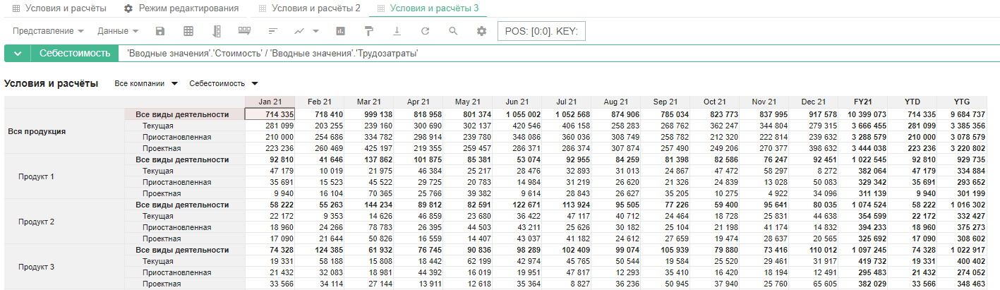 Условия и расчёты Режим редактирования Условия и расчёты 2 Условия и расчёты 3
Представление Данные POS: [0:0]. KEY:
Себестоимость 'Вводные значения'.'Стоимость' / 'Вводные значения'.'Трудозатраты'
Условия и расчёты Все компании Себестоимость
Jan 21 Feb 21 Mar 21 Apr 21 May 21 Jun 21 Jul 21 Aug 21 Sep 21 Oct 21 Nov 21 Dec 21 FY21 YTD YTG
Вся продукция Все виды деятельности 714 335 718 410 999 138 818 958 801 374 1 055 002 1 052 568 874 906 785 034 823 773 837 995 917 578 10 399 073 714 335 9 684 737
Текущая 281 099 203 255 239 160 300 690 302 137 420 546 406 158 258 283 268 762 362 247 344 804 279 315 3 666 455 281 099 3 385 356
Приостановленная 210 000 254 686 334 782 298 914 239 780 348 086 360 036 308 749 258 782 212 320 222 814 239 632 3 288 579 210 000 3 078 579
Проектная 223 236 260 469 425 197 219 355 259 457 286 371 286 374 307 874 257 490 249 206 270 377 398 632 3 444 038 223 236 3 220 802
Продукт 1 Все виды деятельности 92 810 41 646 137 862 101 875 85 381 53 074 92 955 84 259 81 398 82 586 76 247 92 451 1 022 545 92 810 929 735
Текущая 47 179 10 019 21 975 46 384 25 217 28 476 32 893 31 013 24 867 47 472 58 297 8 272 382 064 47 179 334 884
Приостановленная 35 691 15 523 45 522 29 725 20 783 14 984 31 219 26 620 21 326 24 839 13 028 50 083 329 342 35 691 293 652
Проектная 9 940 16 104 70 365 25 766 39 382 9 614 28 843 26 627 35 205 10 275 4 922 34 096 311 139 9 940 301 199
Продукт 2 Все виды деятельности 58 222 55 263 144 234 89 812 82 591 122 671 113 924 95 505 77 226 59 400 95 641 80 035 1 074 524 58 222 1 016 302
Текущая 22 172 9 353 14 626 46 859 23 680 36 422 47 117 40 712 24 464 18 728 25 831 44 638 354 599 22 172 332 427
Приостановленная 18 960 24 266 78 783 26 395 44 503 43 211 25 626 30 182 25 104 21 198 41 174 14 832 394 233 18 960 375 273
Проектная 17 090 21 644 50 826 16 559 14 407 43 037 41 182 24 612 27 659 19 474 28 637 20 565 325 692 17 090 308 602
Продукт 3 Все виды деятельности 74 328 124 385 61 932 76 745 90 836 98 289 102 409 99 074 105 939 79 880 73 416 110 012 1 097 245 74 328 1 022 917
Текущая 19 331 58 188 15 808 18 442 62 199 42 974 45 765 50 544 19 584 25 520 29 461 31 917 419 732 19 331 400 402
Приостановленная 21 432 32 083 18 981 44 392 16 019 19 951 47 817 12 293 35 410 16 420 18 194 12 491 295 483 21 432 274 052
Проектная 33 566 34 114 27 144 13 911 12 618 35 364 8 827 36 236 50 945 37 940 25 760 65 605 382 029 33 566 348 463